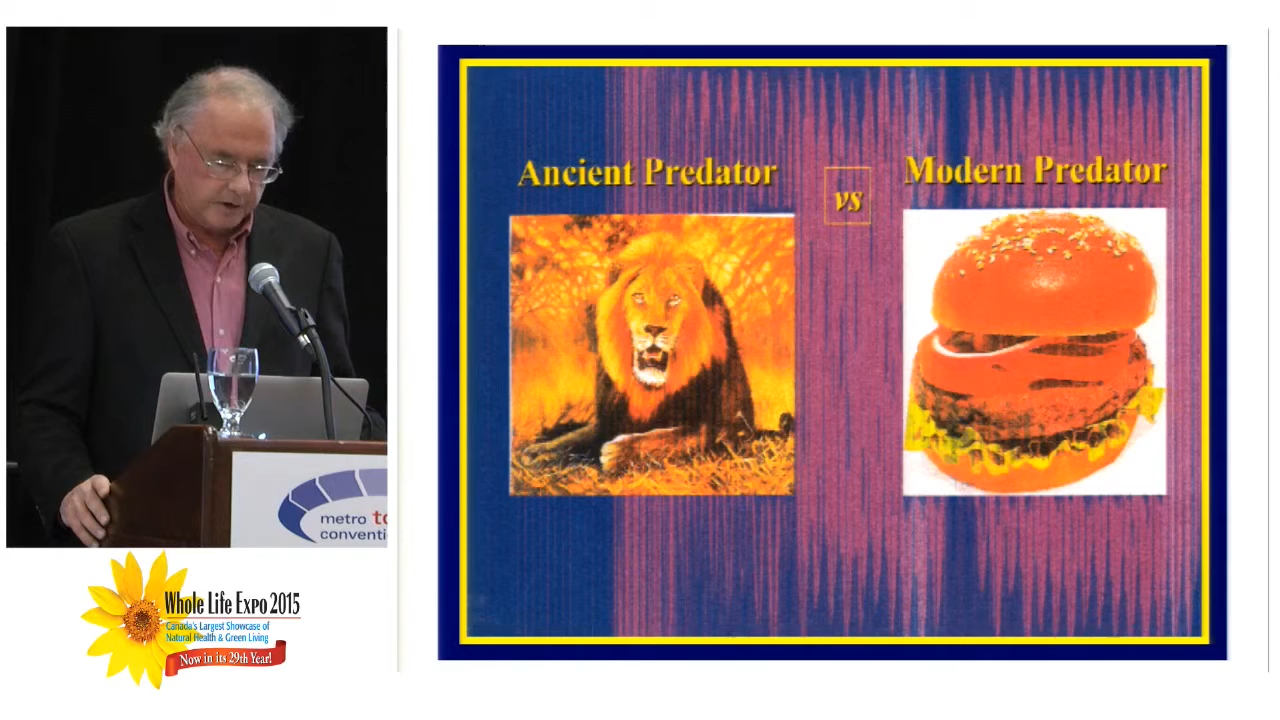 Ancient Predator
vs
Modern Predator
metro
conventi
Whole Life Expo 2015
Canada's Largest Showcase of
Natural Health & Green Living
Now in its 29th Year!